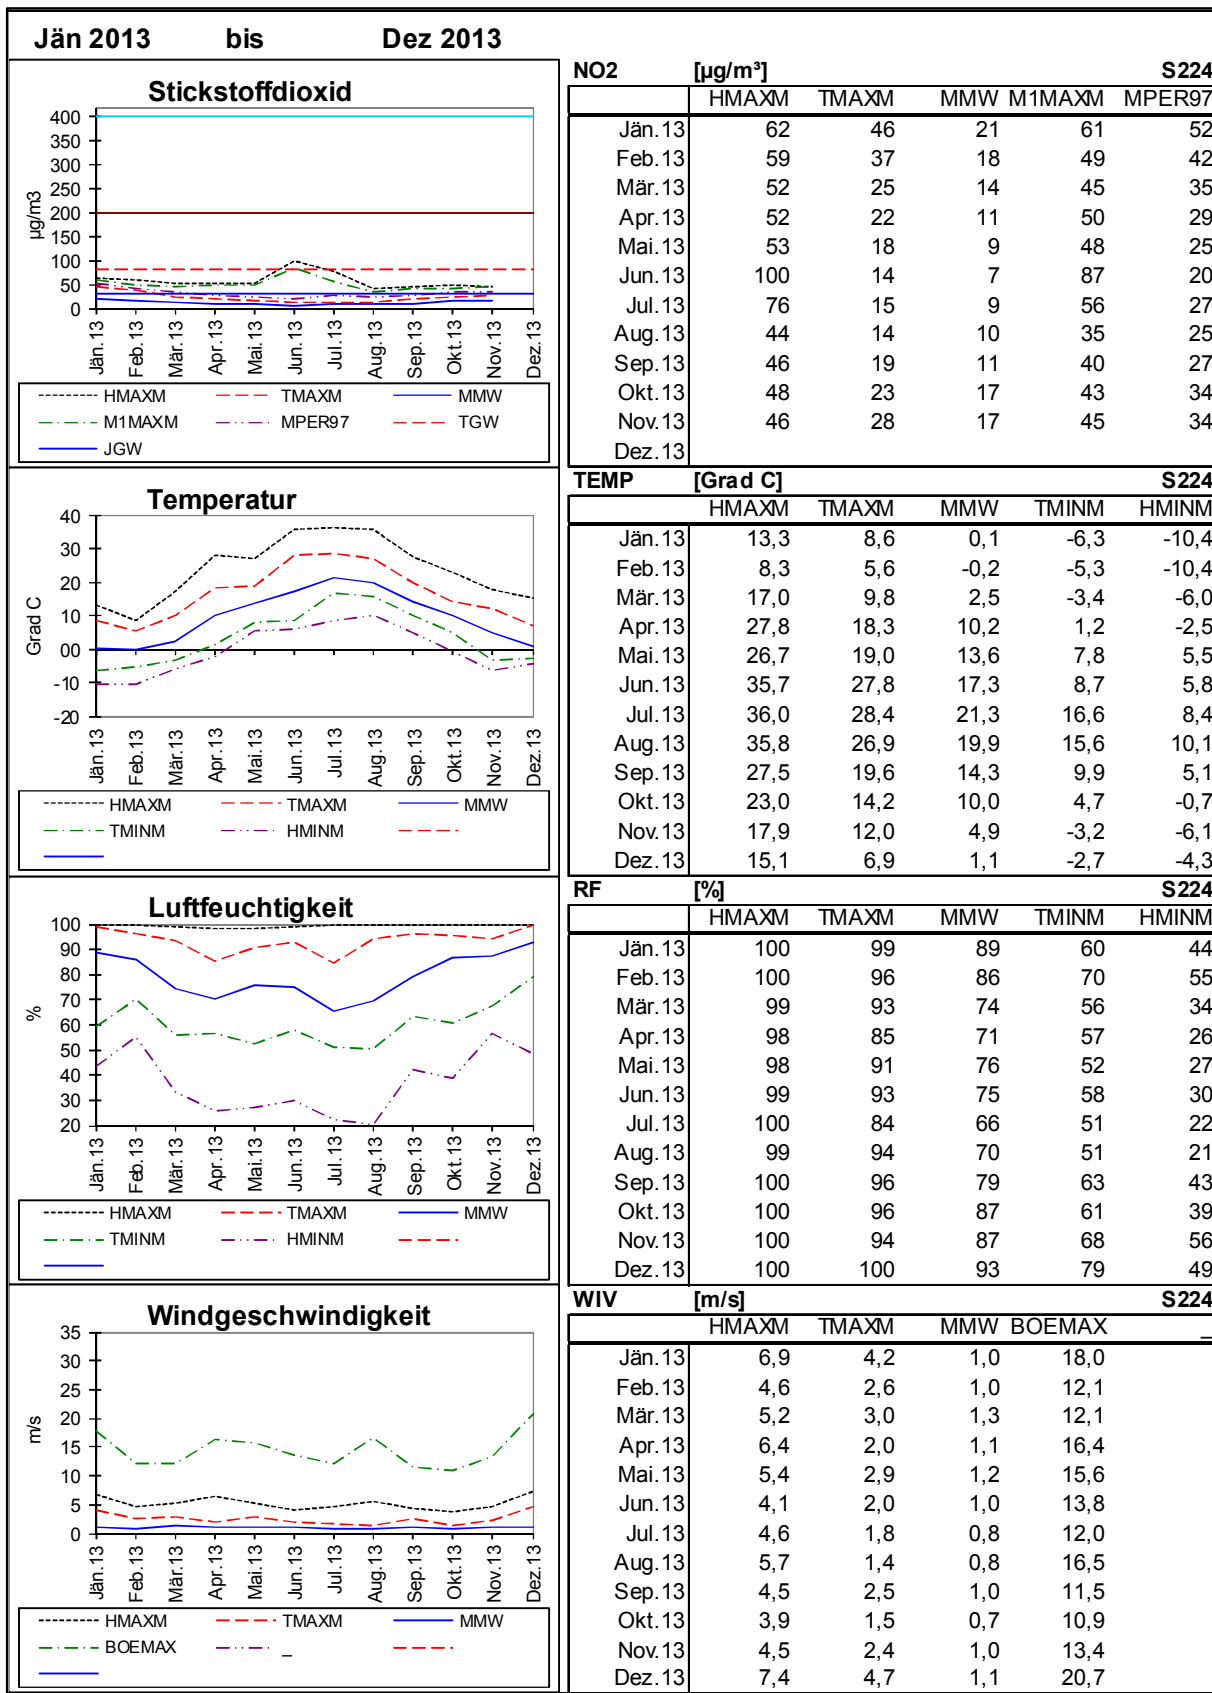 Jän 2013 bis Dez 2013
Stickstoffdioxid
µg/m3
400
350
300
250
200
150
100
50
0
Jän.13 Feb.13 Mär.13 Apr.13 Mai.13 Jun.13 Jul.13 Aug.13 Sep.13 Okt.13 Nov.13 Dez.13
HMAXM TMAXM MMW
M1MAXM MPER97 TGW
JGW
NO2 [µg/m³] S224
HMAXM TMAXM MMW M1MAXM MPER97
Jän.13 62 46 21 61 52
Feb.13 59 37 18 49 42
Mär.13 52 25 14 45 35
Apr.13 52 22 11 50 29
Mai.13 53 18 9 48 25
Jun.13 100 14 7 87 20
Jul.13 76 15 9 56 27
Aug.13 44 14 10 35 25
Sep.13 46 19 11 40 27
Okt.13 48 23 17 43 34
Nov.13 46 28 17 45 34
Dez.13
Temperatur
Grad C
40
30
20
10
00
-10
-20
Jän.13 Feb.13 Mär.13 Apr.13 Mai.13 Jun.13 Jul.13 Aug.13 Sep.13 Okt.13 Nov.13 Dez.13
HMAXM TMAXM MMW
TMINM HMINM
TEMP [Grad C] S224
HMAXM TMAXM MMW TMINM HMINM
Jän.13 13,3 8,6 0,1 -6,3 -10,4
Feb.13 8,3 5,6 -0,2 -5,3 -10,4
Mär.13 17,0 9,8 2,5 -3,4 -6,0
Apr.13 27,8 18,3 10,2 1,2 -2,5
Mai.13 26,7 19,0 13,6 7,8 5,5
Jun.13 35,7 27,8 17,3 8,7 5,8
Jul.13 36,0 28,4 21,3 16,6 8,4
Aug.13 35,8 26,9 19,9 15,6 10,1
Sep.13 27,5 19,6 14,3 9,9 5,1
Okt.13 23,0 14,2 10,0 4,7 -0,7
Nov.13 17,9 12,0 4,9 -3,2 -6,1
Dez.13 15,1 6,9 1,1 -2,7 -4,3
Luftfeuchtigkeit
%
100
90
80
70
60
50
40
30
20
Jän.13 Feb.13 Mär.13 Apr.13 Mai.13 Jun.13 Jul.13 Aug.13 Sep.13 Okt.13 Nov.13 Dez.13
HMAXM TMAXM MMW
TMINM HMINM
RF [%] S224
HMAXM TMAXM MMW TMINM HMINM
Jän.13 100 99 89 60 44
Feb.13 100 96 86 70 55
Mär.13 99 93 74 56 34
Apr.13 98 85 71 57 26
Mai.13 98 91 76 52 27
Jun.13 99 93 75 58 30
Jul.13 100 84 66 51 22
Aug.13 99 94 70 51 21
Sep.13 100 96 79 63 43
Okt.13 100 96 87 61 39
Nov.13 100 94 87 68 56
Dez.13 100 100 93 79 49
Windgeschwindigkeit
m/s
35
30
25
20
15
10
5
0
Jän.13 Feb.13 Mär.13 Apr.13 Mai.13 Jun.13 Jul.13 Aug.13 Sep.13 Okt.13 Nov.13 Dez.13
HMAXM TMAXM MMW
BOEMAX _
WIV [m/s] S224
HMAXM TMAXM MMW BOEMAX _
Jän.13 6,9 4,2 1,0 18,0
Feb.13 4,6 2,6 1,0 12,1
Mär.13 5,2 3,0 1,3 12,1
Apr.13 6,4 2,0 1,1 16,4
Mai.13 5,4 2,9 1,2 15,6
Jun.13 4,1 2,0 1,0 13,8
Jul.13 4,6 1,8 0,8 12,0
Aug.13 5,7 1,4 0,8 16,5
Sep.13 4,5 2,5 1,0 11,5
Okt.13 3,9 1,5 0,7 10,9
Nov.13 4,5 2,4 1,0 13,4
Dez.13 7,4 4,7 1,1 20,7